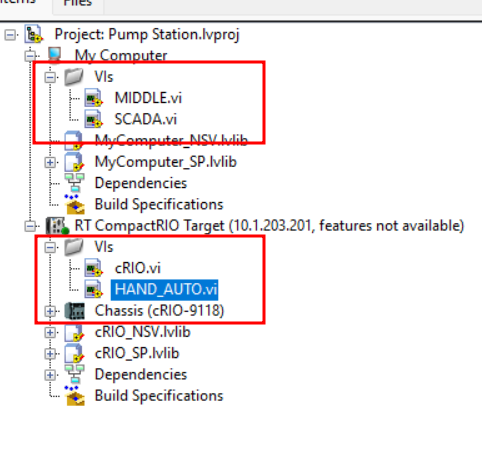 Items Files
Project: Pump Station.lvproj
My Computer
VIs
MIDDLE.vi
SCADA.vi
MyComputer_NSV.lvlib
MyComputer_SP.lvlib
Dependencies
Build Specifications
RT CompactRIO Target (10.1.203.201, features not available)
VIs
cRIO.vi
HAND_AUTO.vi
Chassis (cRIO-9118)
cRIO_NSV.lvlib
cRIO_SP.lvlib
Dependencies
Build Specifications